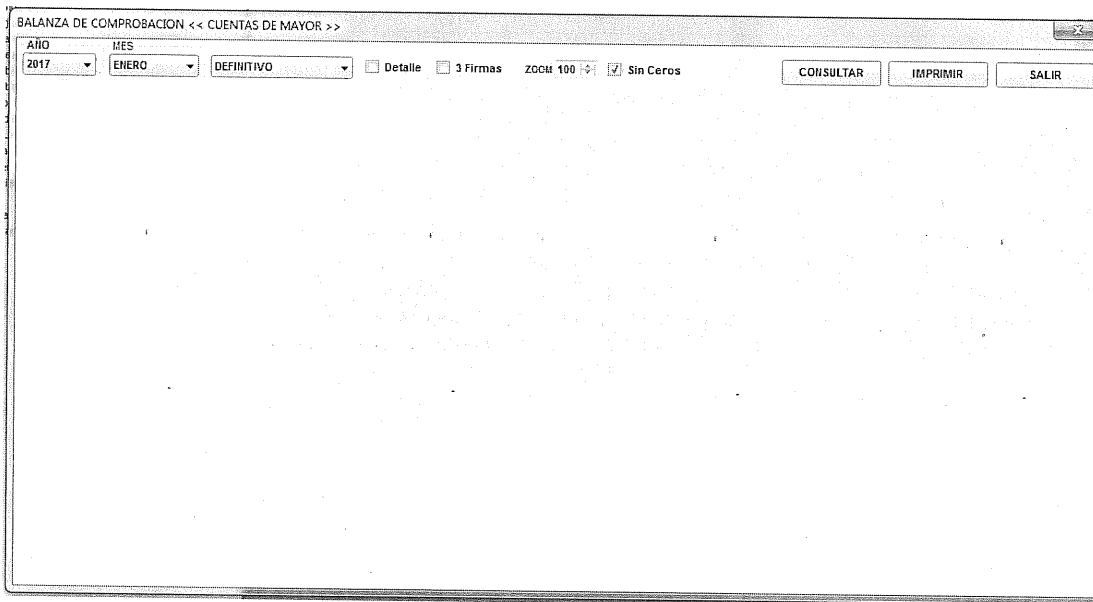 BALANZA DE COMPROBACION << CUENTAS DE MAYOR >>
AÑO MES
2017 ENERO DEFINITIVO Detalle 3 Firmas ZOOM 100 Sin Ceros CONSULTAR IMPRIMIR SALIR